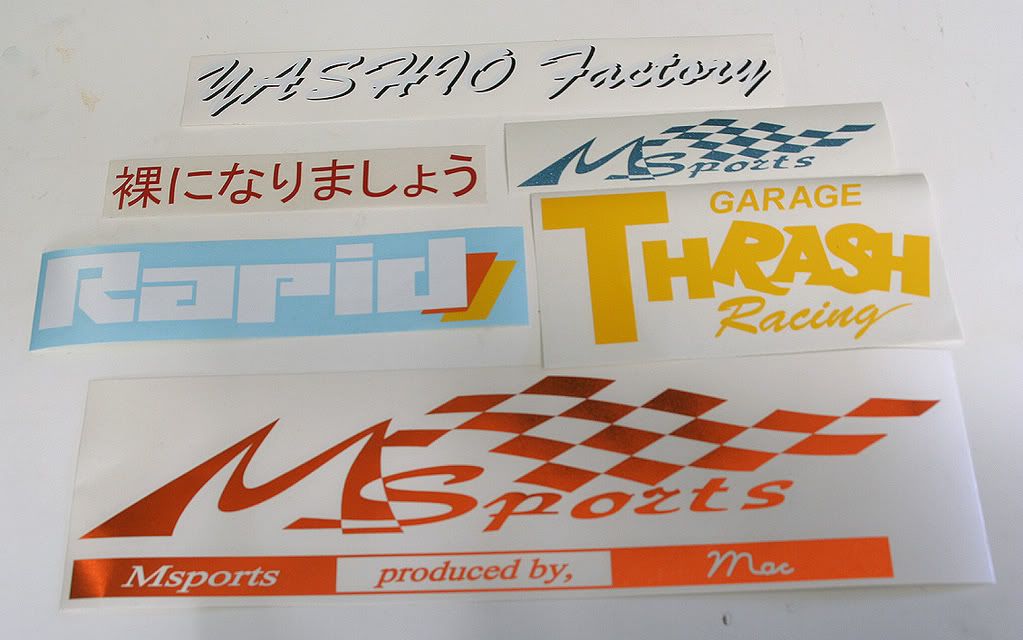 YASHIO Factory
MSports
裸になりましょう
GARAGE
THRASH
Racing
Rapid
MSports
Msports produced by, Mac